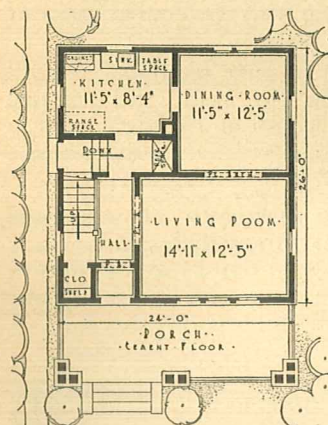 CABINET
SINK
TABLE SPACE
·KITCHEN·
11'-5" x 8'-4"
RANGE SPACE
·DINING·ROOM·
11'-5" x 12'-5"
DOWN
UP
HALL
·LIVING ROOM·
14'-11" x 12'-5"
CLO.
SHELF
26'-0"
24'-0"
·PORCH·
·CEMENT·FLOOR·